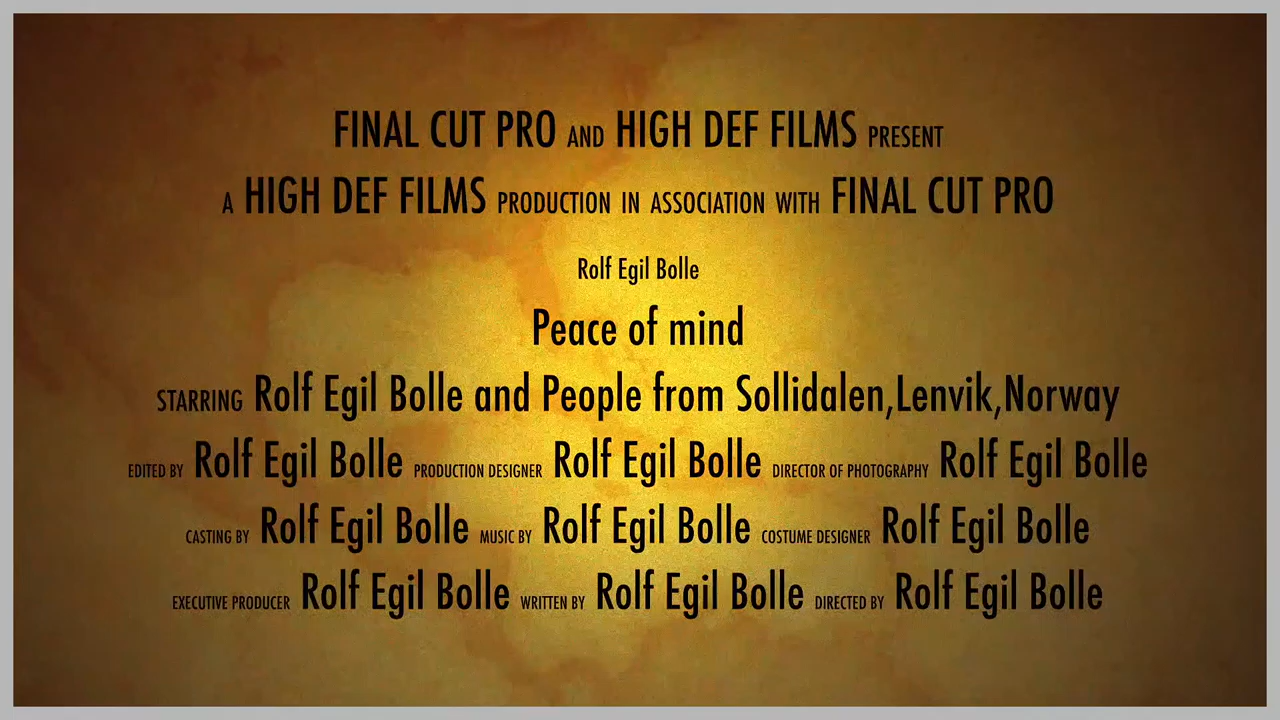 FINAL CUT PRO AND HIGH DEF FILMS PRESENT
A HIGH DEF FILMS PRODUCTION IN ASSOCIATION WITH FINAL CUT PRO
Rolf Egil Bolle
Peace of mind
STARRING Rolf Egil Bolle and People from Sollidalen,Lenvik,Norway
EDITED BY Rolf Egil Bolle PRODUCTION DESIGNER Rolf Egil Bolle DIRECTOR OF PHOTOGRAPHY Rolf Egil Bolle
CASTING BY Rolf Egil Bolle MUSIC BY Rolf Egil Bolle COSTUME DESIGNER Rolf Egil Bolle
EXECUTIVE PRODUCER Rolf Egil Bolle WRITTEN BY Rolf Egil Bolle DIRECTED BY Rolf Egil Bolle